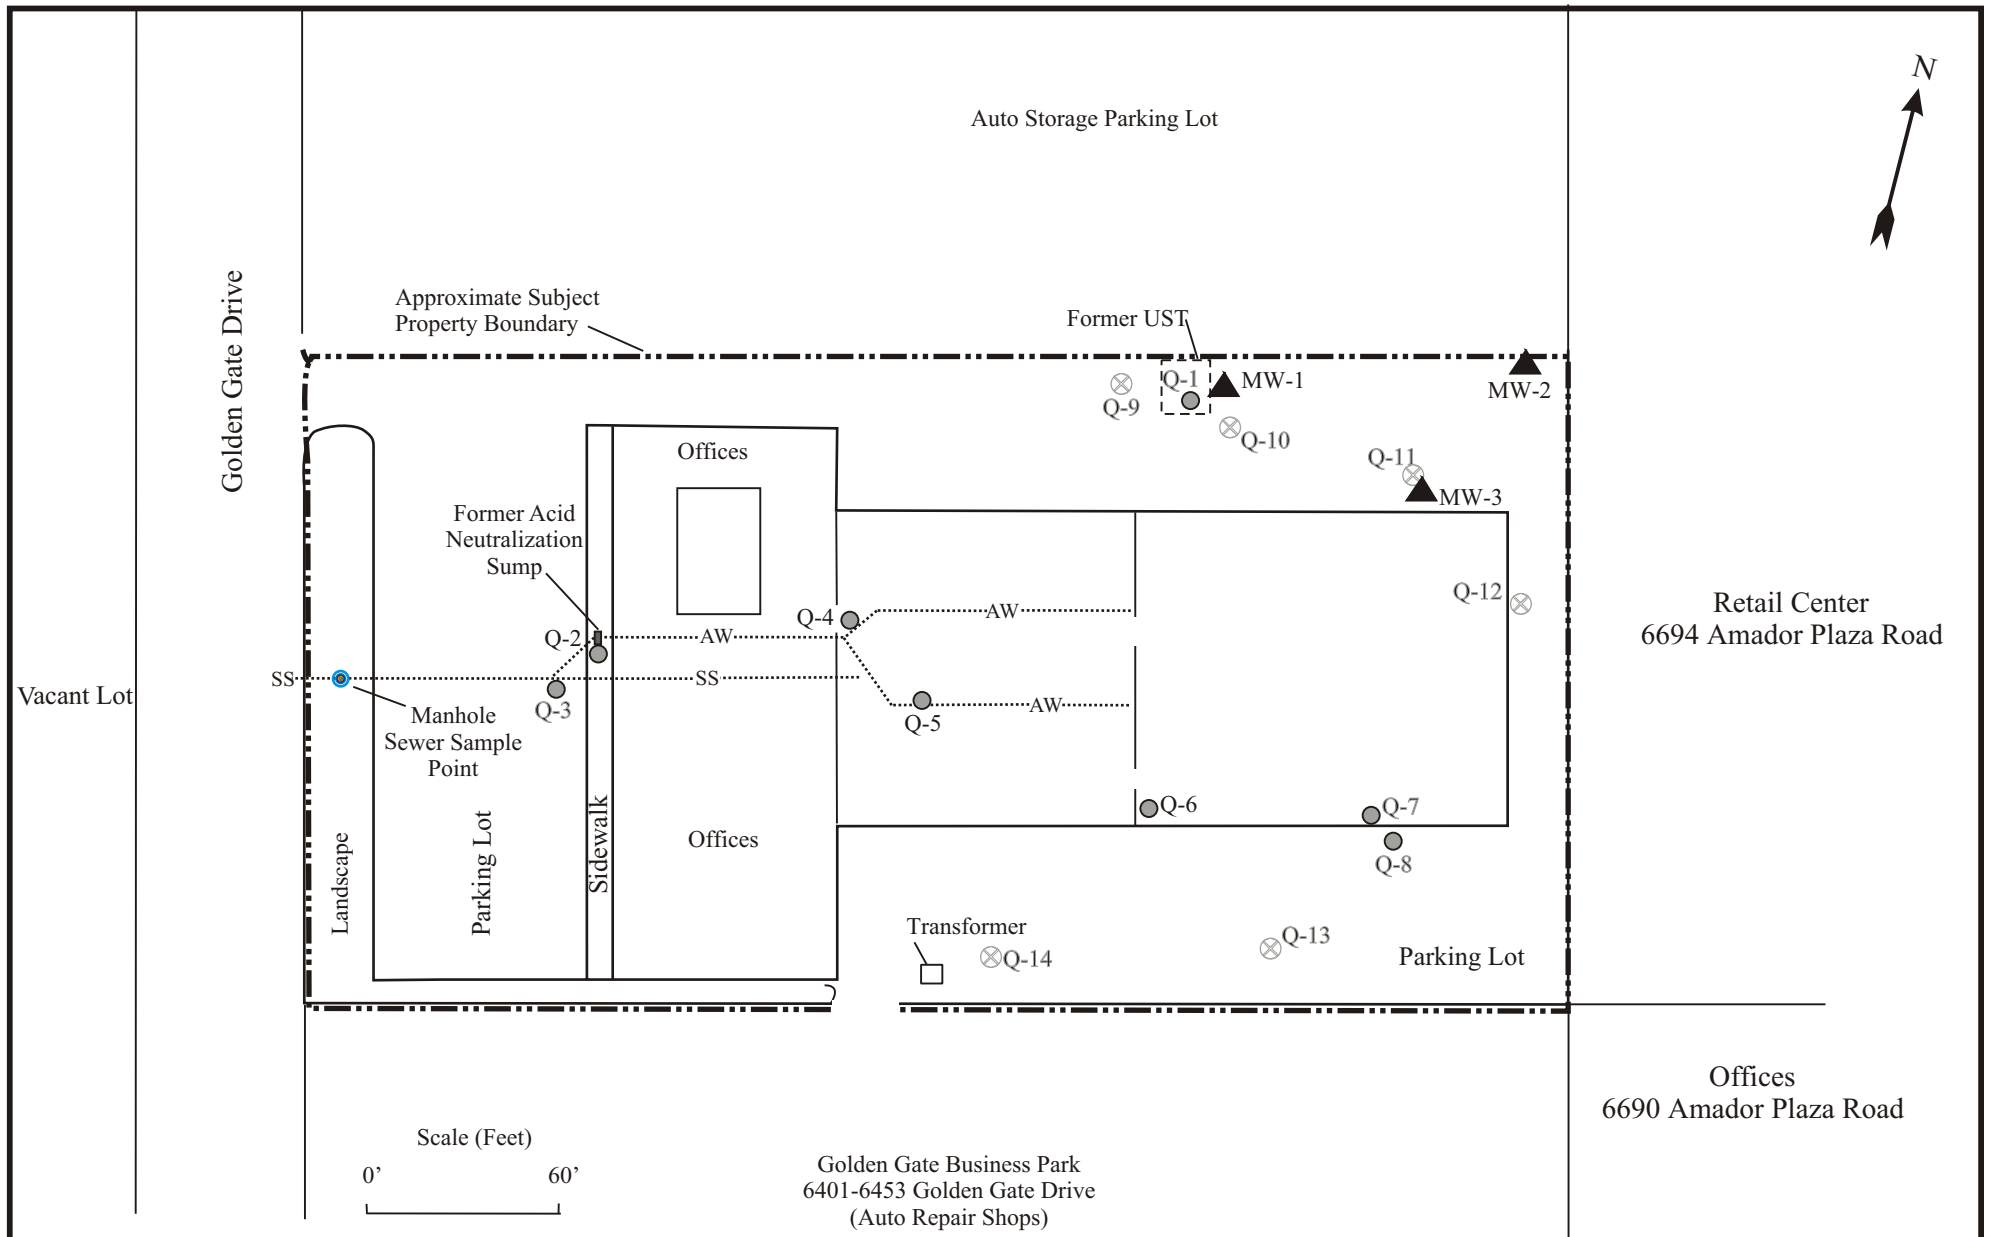 N
Auto Storage Parking Lot
Golden Gate Drive
Approximate Subject
Property Boundary
Former UST
Q-1
MW-1
MW-2
Q-9
Q-10
Offices
Q-11
MW-3
Former Acid
Neutralization
Sump
Q-12
Retail Center
6694 Amador Plaza Road
Q-4
AW
Q-2
AW
SS
SS
Vacant Lot
Q-3
AW
Q-5
Manhole
Sewer Sample
Point
Landscape
Parking Lot
Sidewalk
Offices
Q-6
Q-7
Q-8
Transformer
Q-14
Q-13
Parking Lot
Offices
6690 Amador Plaza Road
Scale (Feet)
0’
60’
Golden Gate Business Park
6401-6453 Golden Gate Drive
(Auto Repair Shops)